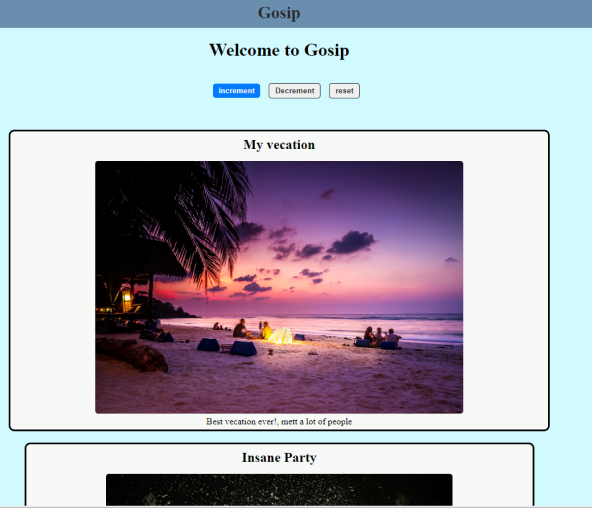 Gosip
Welcome to Gosip
increment Decrement reset
My vecation
Best vecation ever!, mett a lot of people
Insane Party